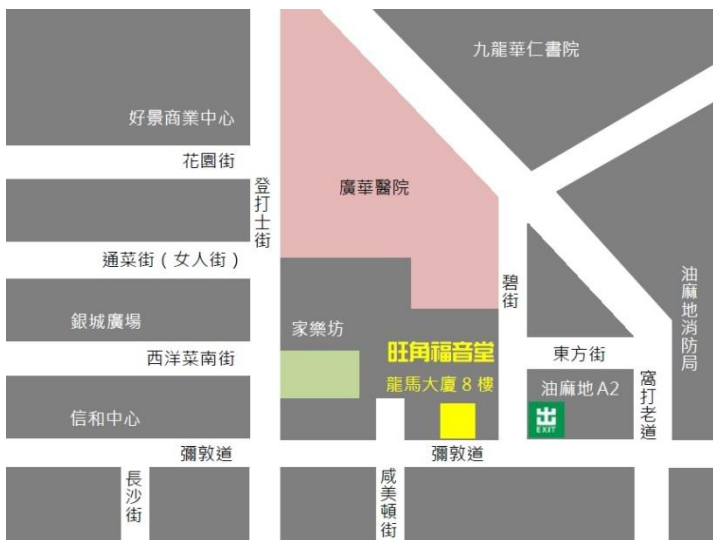 九龍華仁書院
好景商業中心
花園街
廣華醫院
登打士街
通菜街 ( 女人街 )
碧街
油麻地消防局
銀城廣場
家樂坊
旺角福音堂
西洋菜南街
東方街
龍馬大廈 8 樓
油麻地 A2
窩打老道
信和中心
出
EXIT
彌敦道
彌敦道
長沙街
咸美頓街